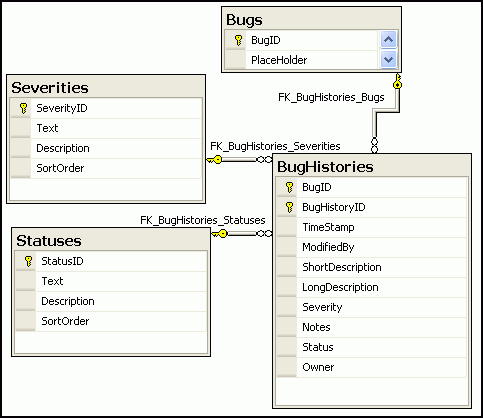 Bugs
BugID
PlaceHolder
FK_BugHistories_Bugs
Severities
SeverityID
Text
Description
SortOrder
FK_BugHistories_Severities
BugHistories
BugID
BugHistoryID
TimeStamp
ModifiedBy
ShortDescription
LongDescription
Severity
Notes
Status
Owner
FK_BugHistories_Statuses
Statuses
StatusID
Text
Description
SortOrder